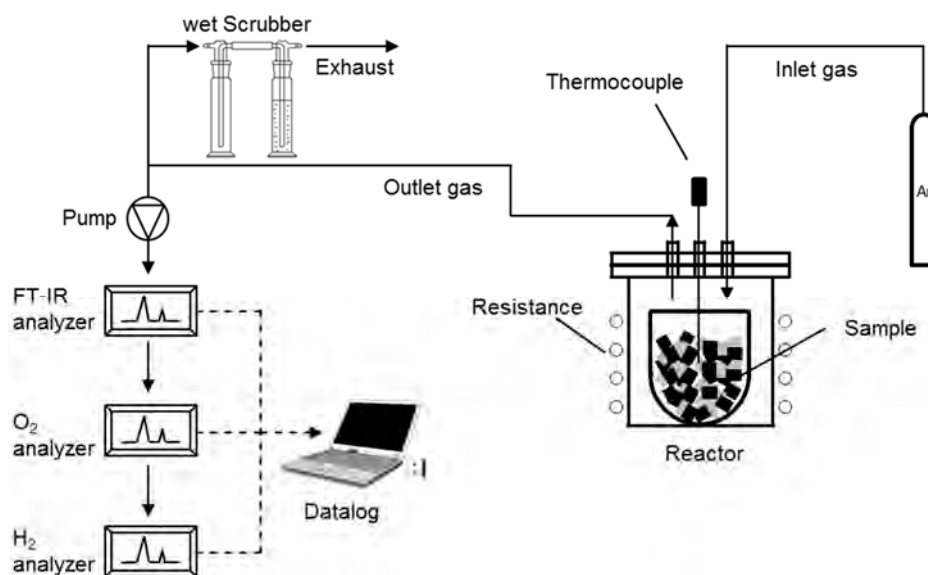 wet Scrubber
Exhaust
Inlet gas
Thermocouple
Outlet gas
Pump
FT-IR
analyzer
Resistance
Sample
O₂
analyzer
Reactor
Datalog
H₂
analyzer